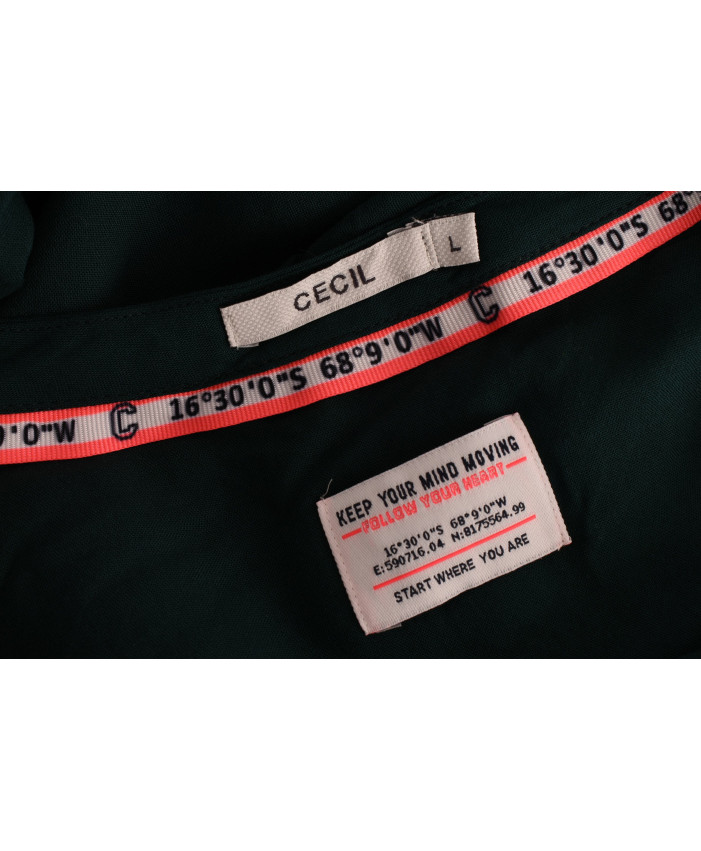 CECIL L
9'0"W C 16°30'0"S 68°9'0"W C 16°30'0"S 68°9
KEEP YOUR MIND MOVING
FOLLOW YOUR HEART
16°30'0"S 68°9'0"W
E:590716.04 N:8175564.99
START WHERE YOU ARE